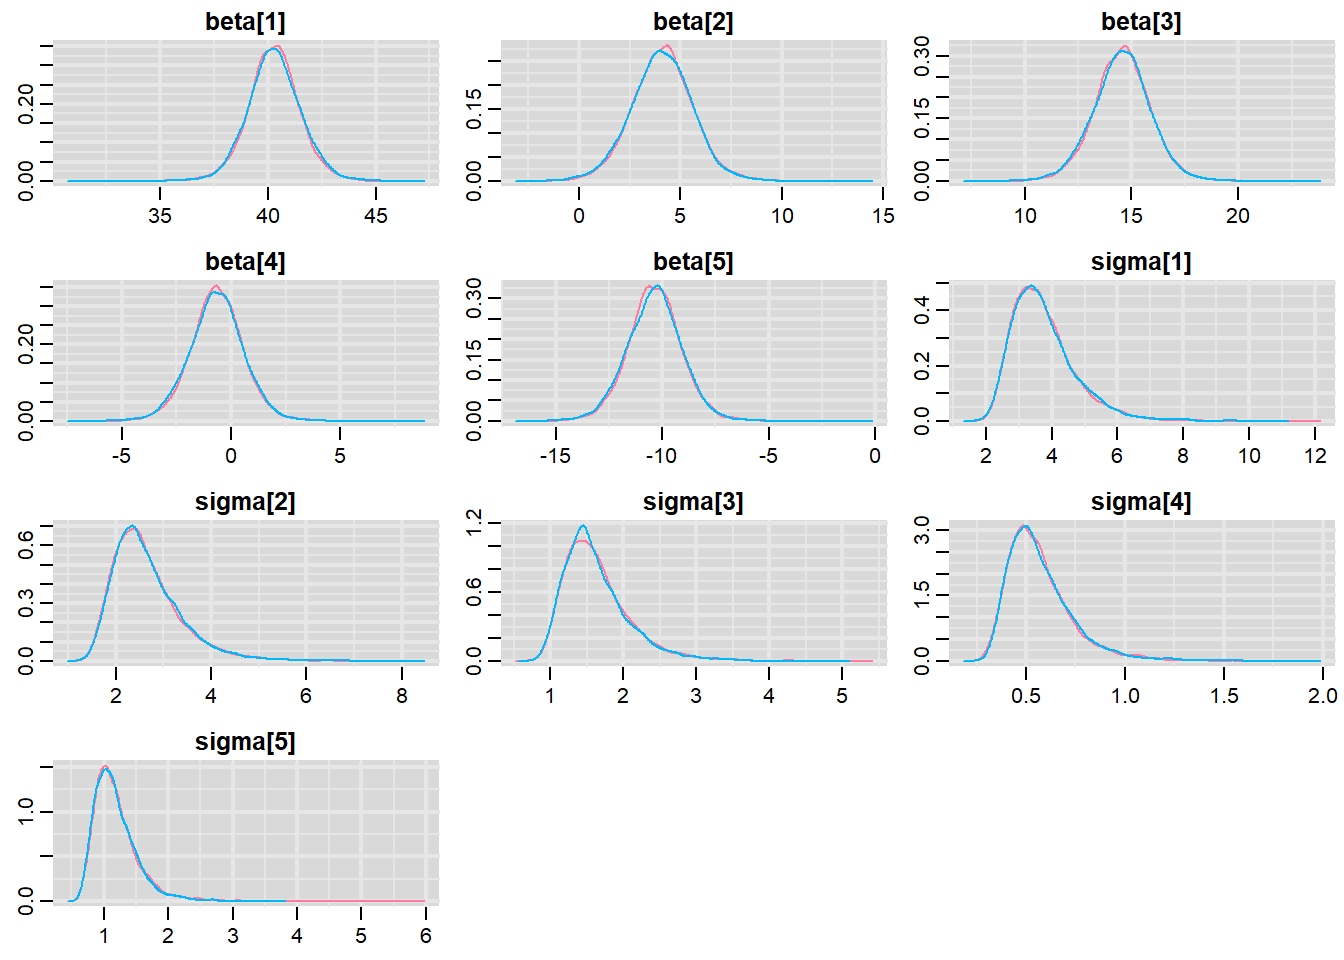 beta[1] beta[2] beta[3]
0.00 0.20 0.00 0.15 0.00 0.15 0.30
35 40 45 0 5 10 15 10 15 20
beta[4] beta[5] sigma[1]
0.00 0.20 0.00 0.15 0.30 0.0 0.2 0.4
-5 0 5 -15 -10 -5 0 2 4 6 8 10 12
sigma[2] sigma[3] sigma[4]
0.0 0.3 0.6 0.0 0.6 1.2 0.0 1.5 3.0
2 4 6 8 1 2 3 4 5 0.5 1.0 1.5 2.0
sigma[5]
0.0 1.0
1 2 3 4 5 6